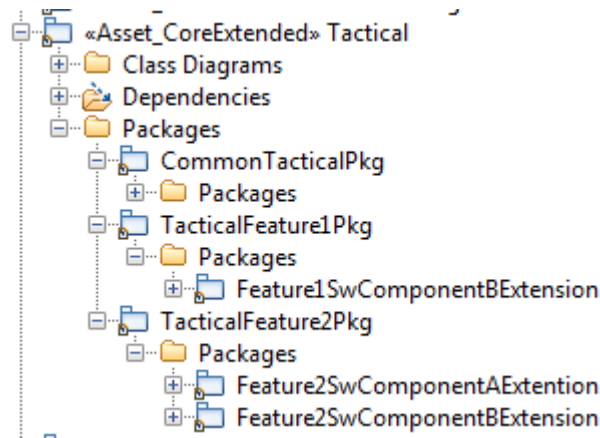 «Asset_CoreExtended» Tactical
Class Diagrams
Dependencies
Packages
CommonTacticalPkg
Packages
TacticalFeature1Pkg
Packages
Feature1SwComponentBExtension
TacticalFeature2Pkg
Packages
Feature2SwComponentAExtention
Feature2SwComponentBExtension